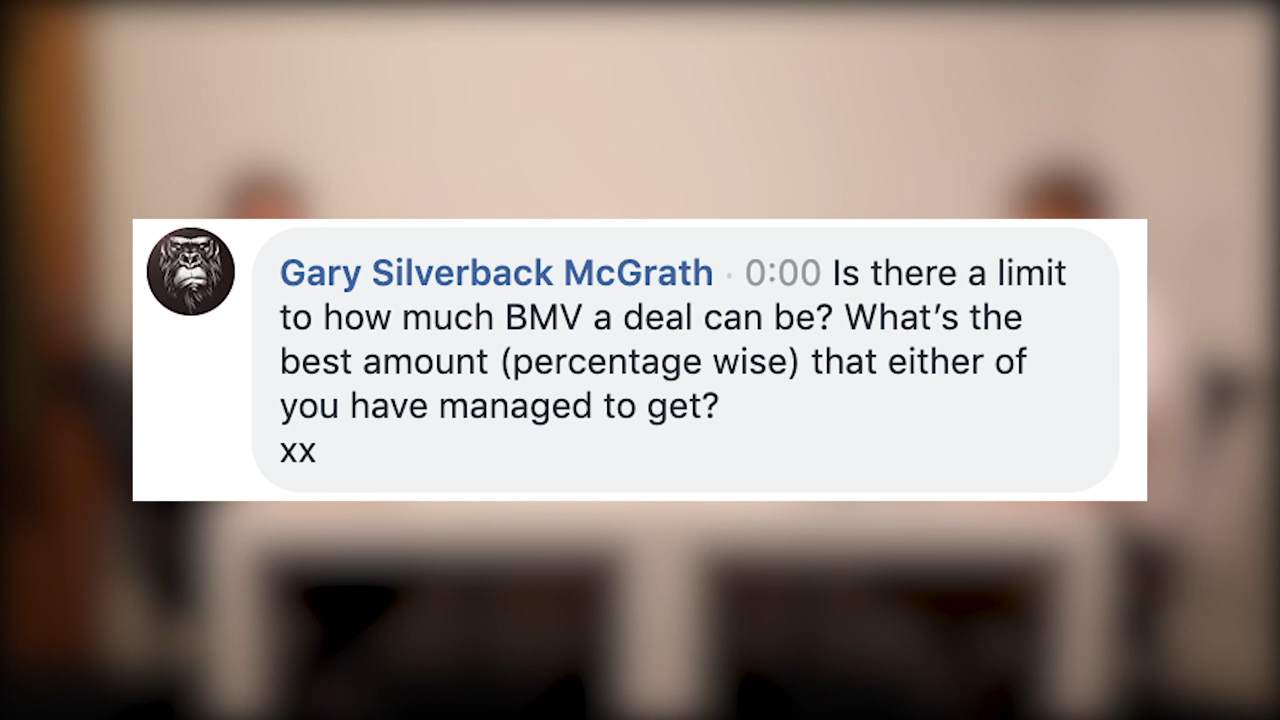 Gary Silverback McGrath · 0:00 Is there a limit
to how much BMV a deal can be? What’s the
best amount (percentage wise) that either of
you have managed to get?
xx